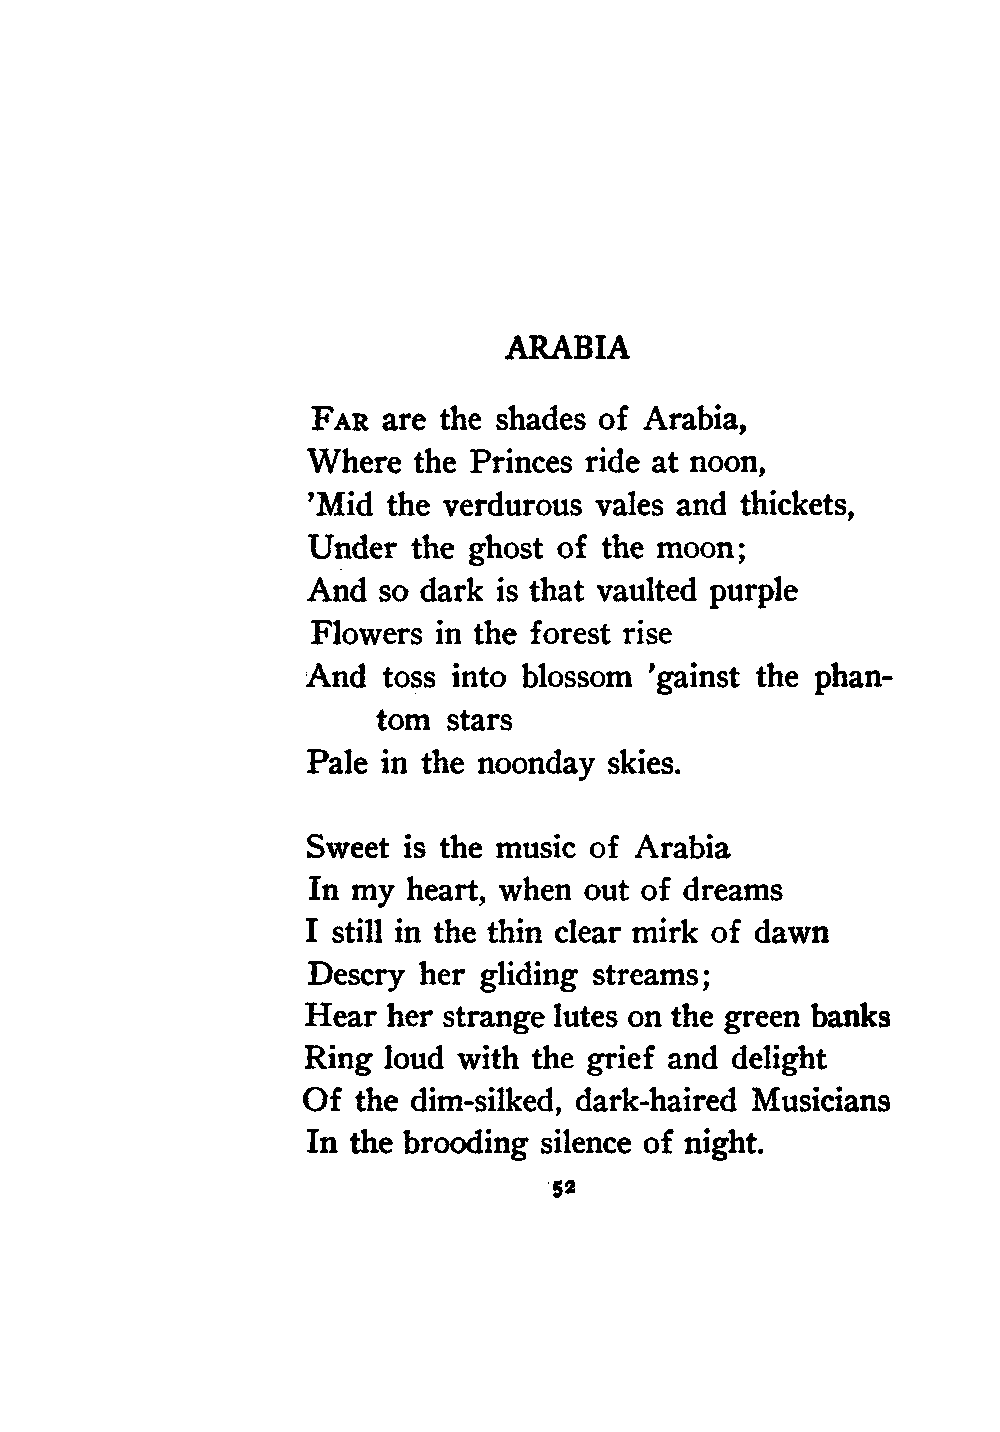 ARABIA
FAR are the shades of Arabia,
Where the Princes ride at noon,
'Mid the verdurous vales and thickets,
Under the ghost of the moon;
And so dark is that vaulted purple
Flowers in the forest rise
And toss into blossom 'gainst the phan-
tom stars
Pale in the noonday skies.
Sweet is the music of Arabia
In my heart, when out of dreams
I still in the thin clear mirk of dawn
Descry her gliding streams;
Hear her strange lutes on the green banks
Ring loud with the grief and delight
Of the dim-silked, dark-haired Musicians
In the brooding silence of night.
52